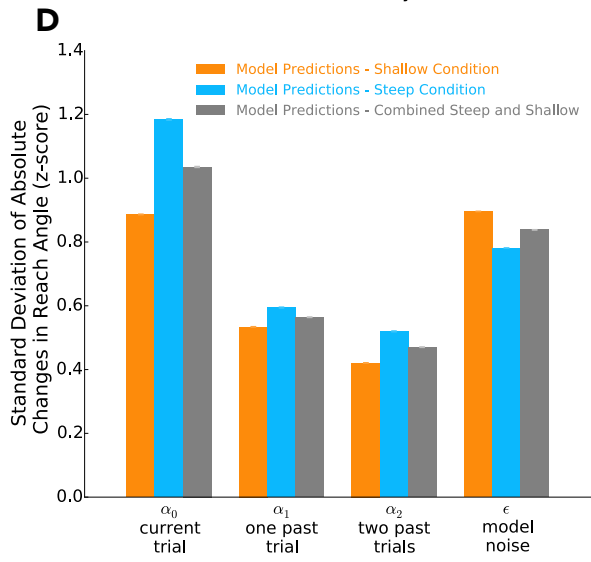 D
Standard Deviation of Absolute
Changes in Reach Angle (z-score)
1.4
1.2
1.0
0.8
0.6
0.4
0.2
0.0
Model Predictions - Shallow Condition
Model Predictions - Steep Condition
Model Predictions - Combined Steep and Shallow
α₀
current
trial
α₁
one past
trial
α₂
two past
trials
ϵ
model
noise